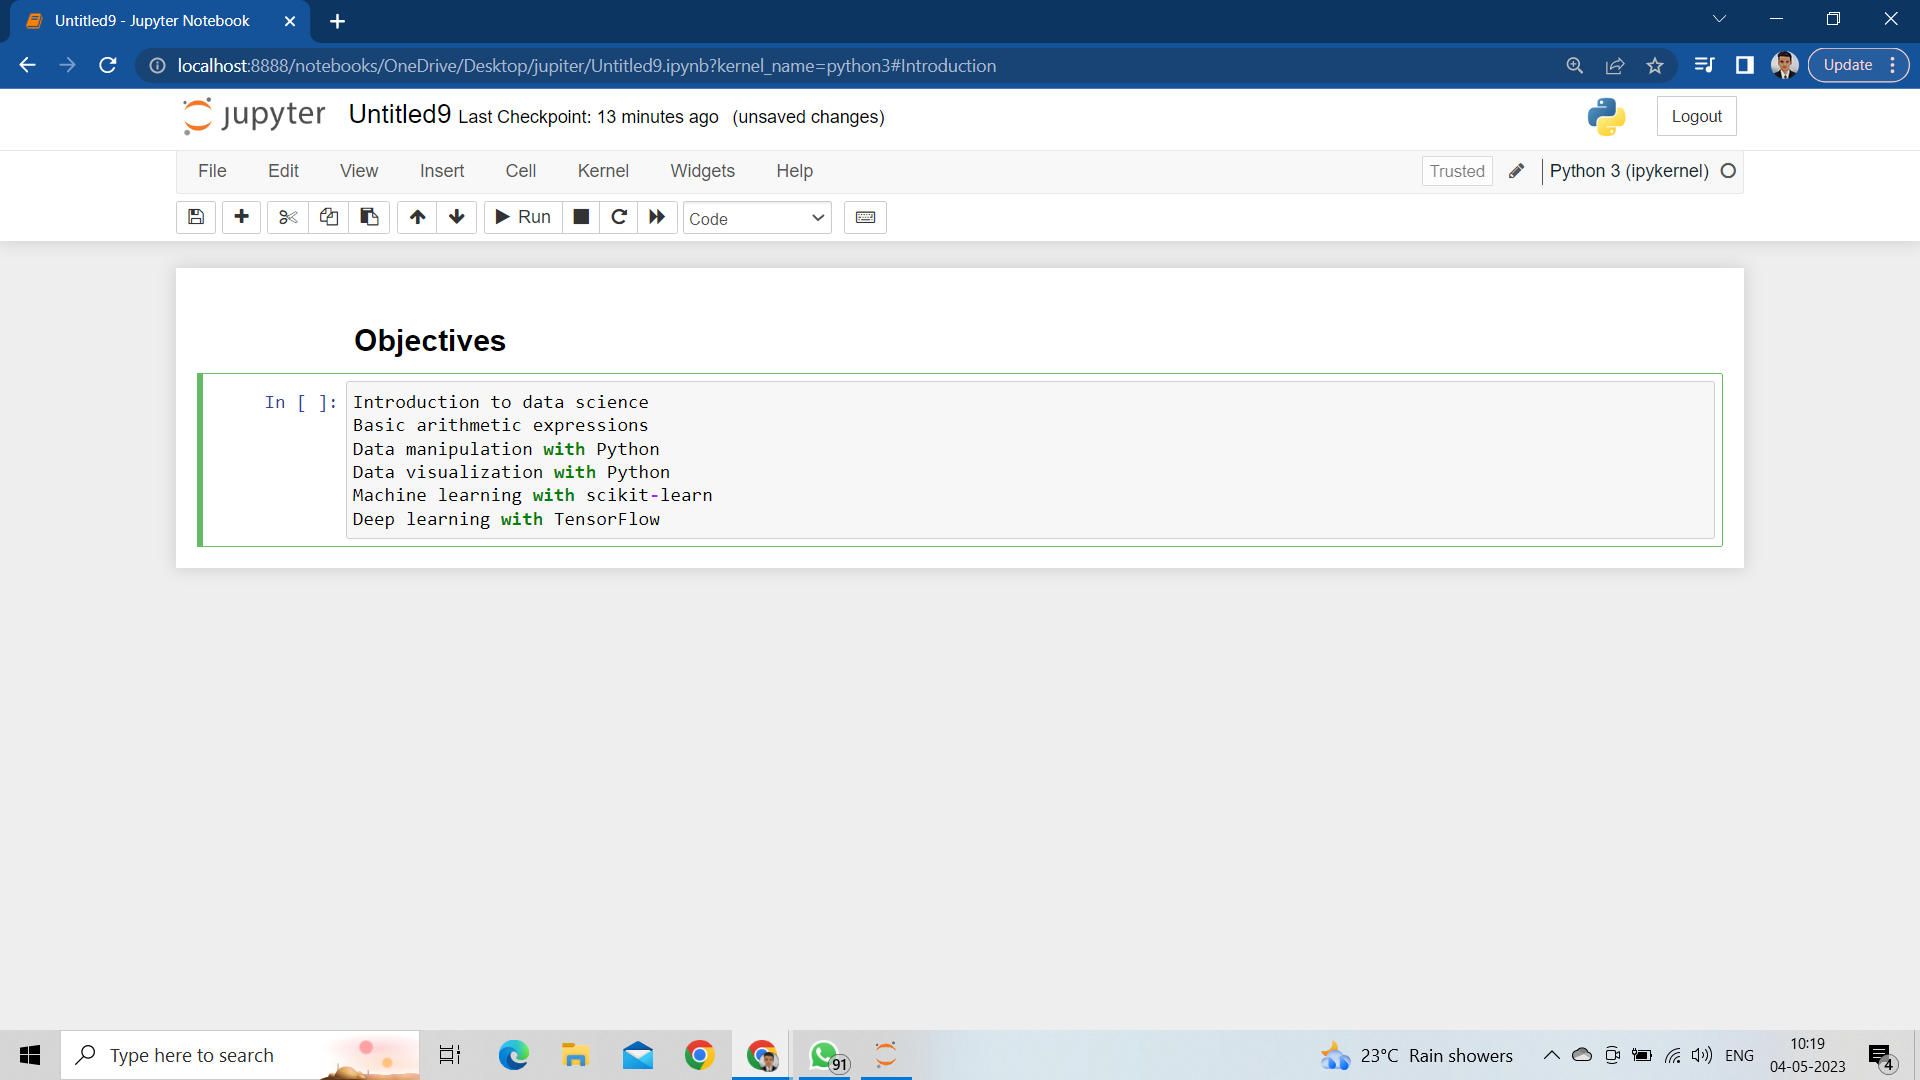 Untitled9 - Jupyter Notebook
localhost:8888/notebooks/OneDrive/Desktop/jupiter/Untitled9.ipynb?kernel_name=python3#Introduction
Update
jupyter Untitled9 Last Checkpoint: 13 minutes ago (unsaved changes)
Logout
File Edit View Insert Cell Kernel Widgets Help
Trusted
Python 3 (ipykernel)
Run
Code
Objectives
In [ ]:
Introduction to data science
Basic arithmetic expressions
Data manipulation with Python
Data visualization with Python
Machine learning with scikit-learn
Deep learning with TensorFlow
Type here to search
91
23°C Rain showers
ENG
10:19
04-05-2023
4